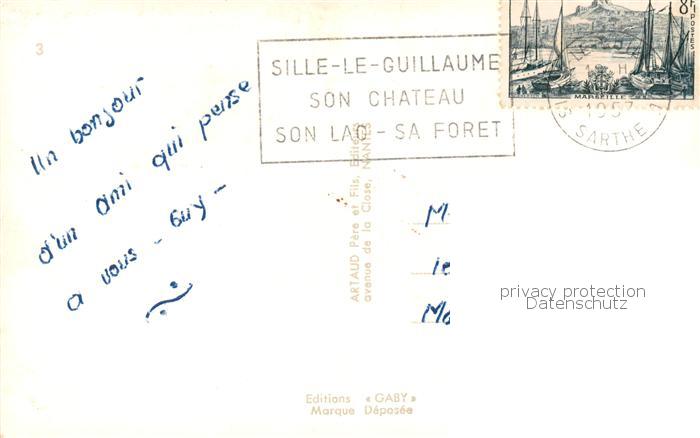 3
SILLE-LE-GUILLAUME
SON CHATEAU
SON LAC - SA FORET
8f
POSTES
MARSEILLE
H
1957
SARTHE
Un bonjour
d'un ami qui pense
a vous - Guy -
ARTAUD Père et Fils, Editeurs
avenue de la Close, NANTES
M.
le
Mo
privacy protection
Datenschutz
Editions « GABY »
Marque Déposée